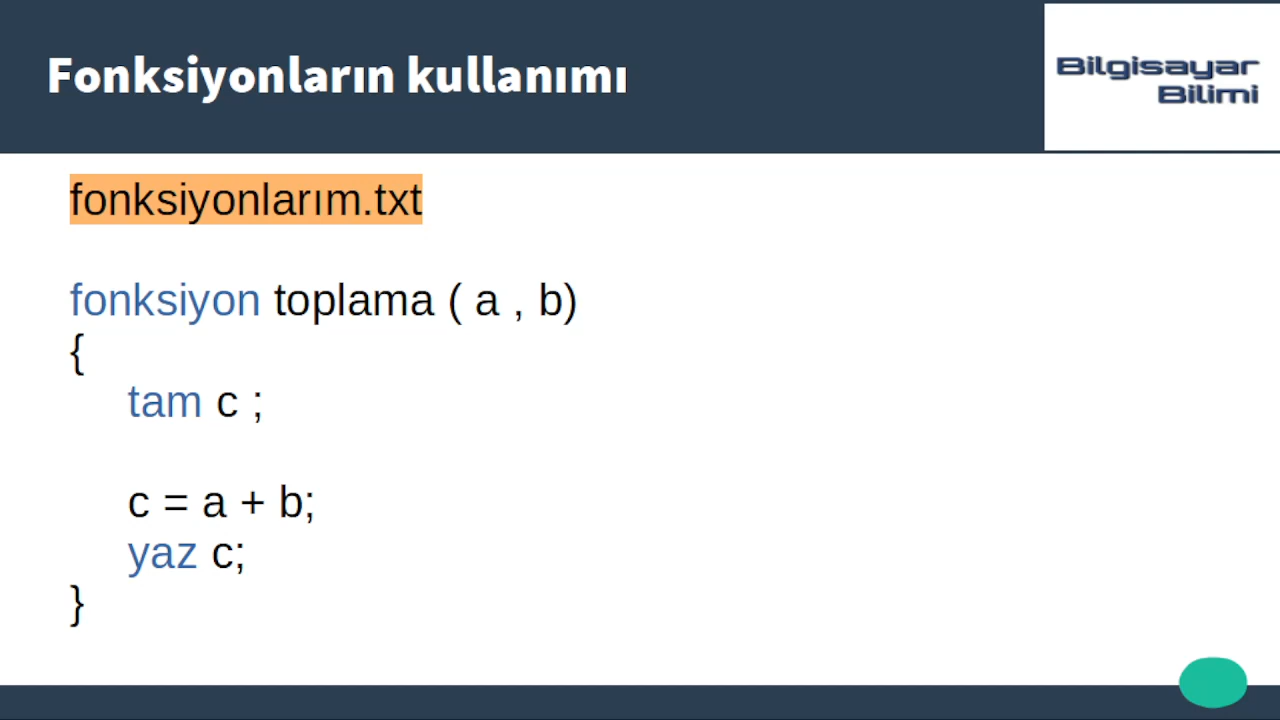 Fonksiyonların kullanımı
Bilgisayar
Bilimi
fonksiyonlarım.txt
fonksiyon toplama ( a , b)
{
tam c ;
c = a + b;
yaz c;
}